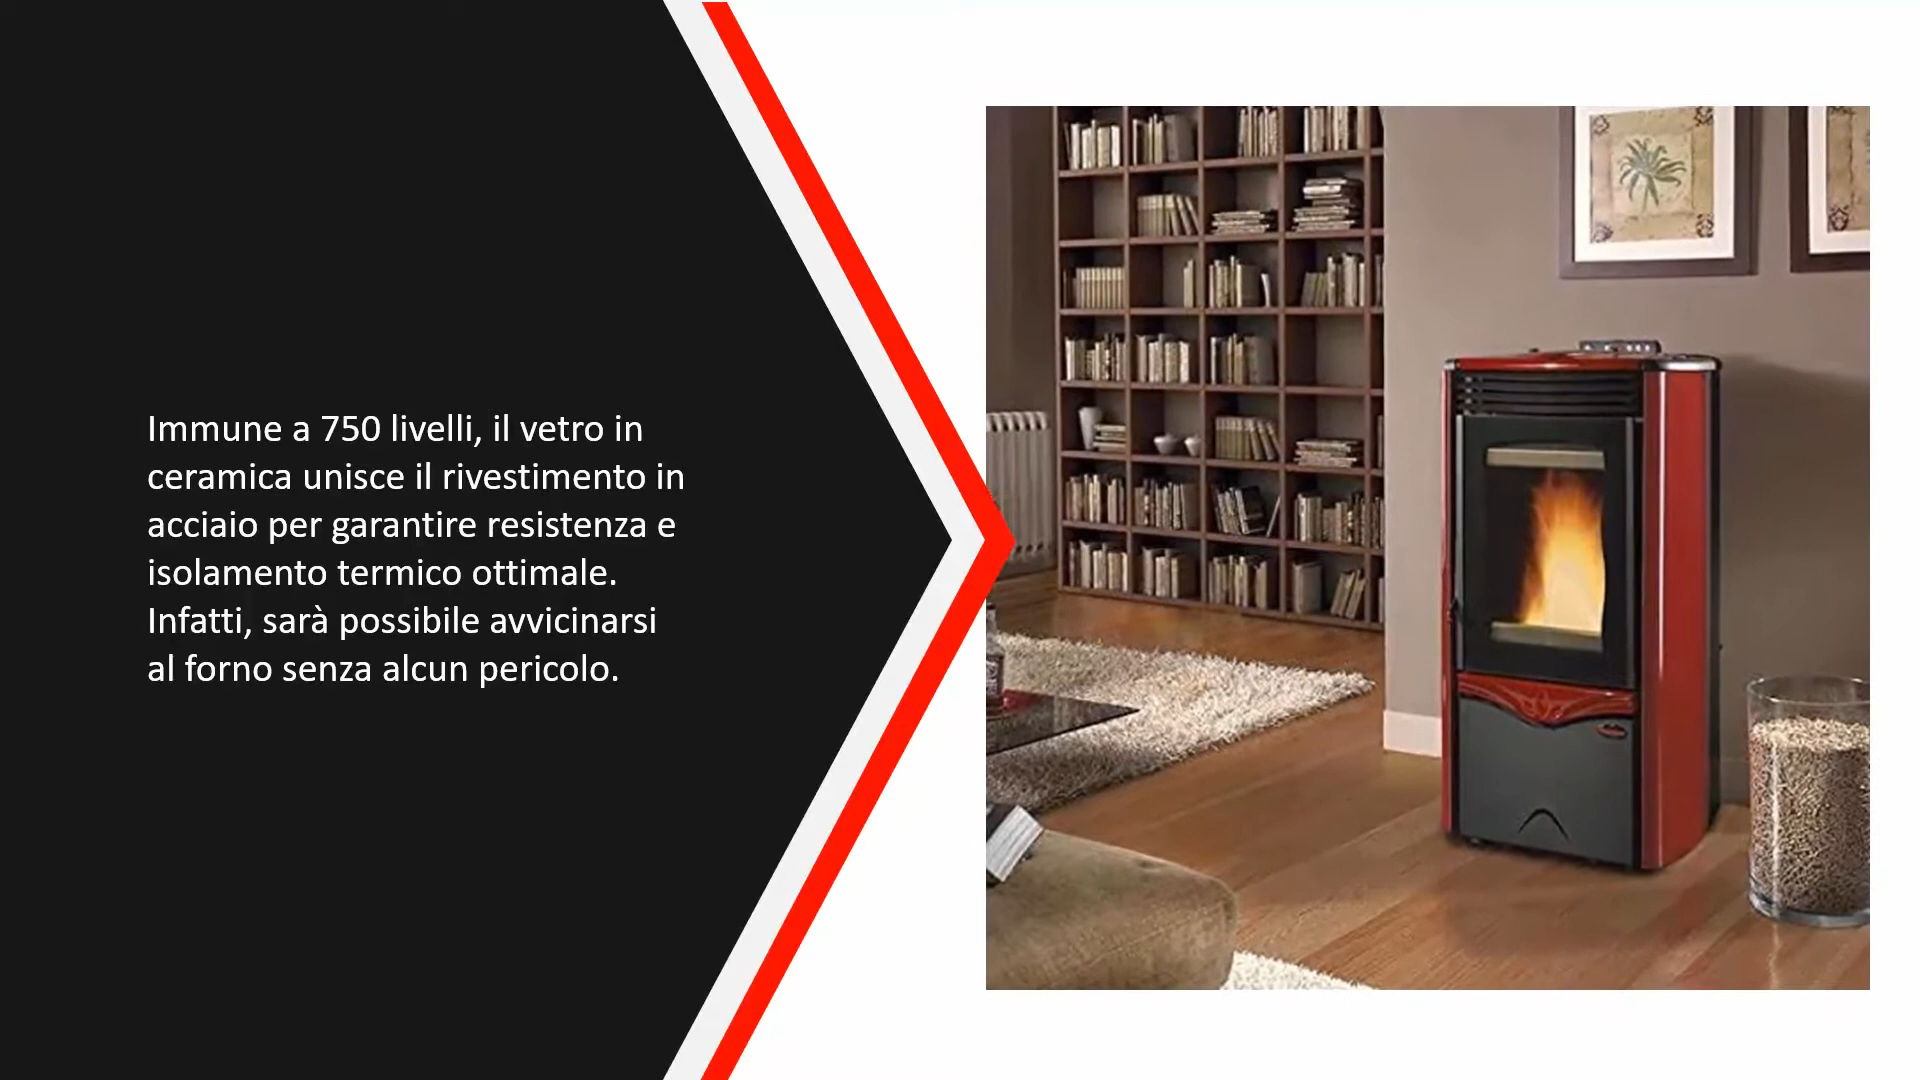 Immune a 750 livelli, il vetro in
ceramica unisce il rivestimento in
acciaio per garantire resistenza e
isolamento termico ottimale.
Infatti, sarà possibile avvicinarsi
al forno senza alcun pericolo.